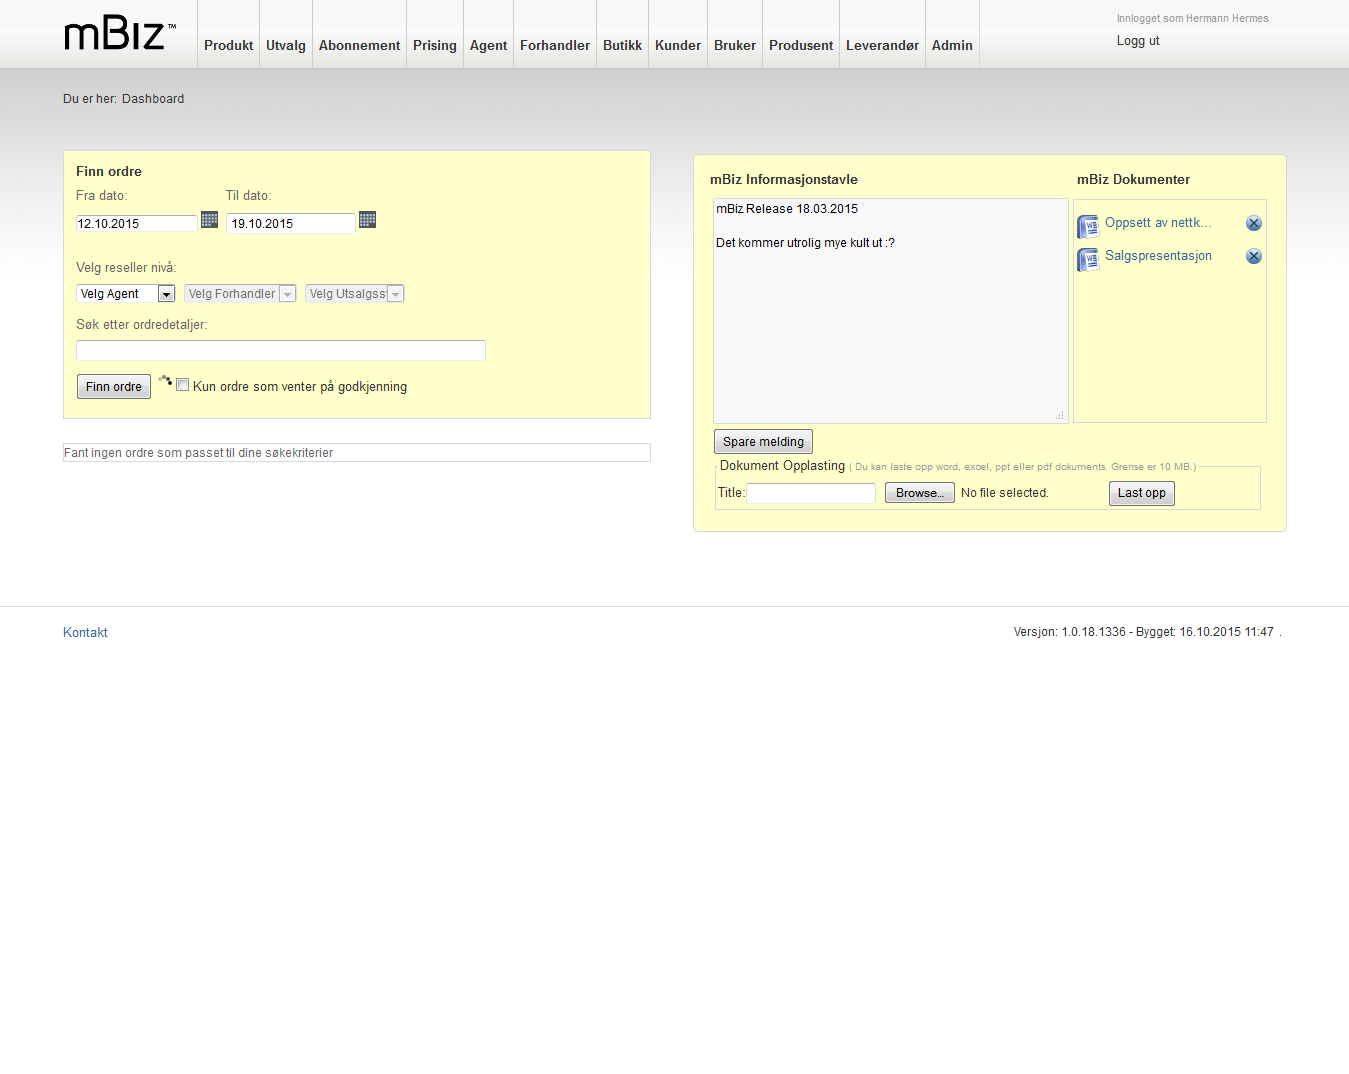 mBiz™
Produkt Utvalg Abonnement Prising Agent Forhandler Butikk Kunder Bruker Produsent Leverandør Admin
Innlogget som Hermann Hermes
Logg ut
Du er her: Dashboard
Finn ordre
Fra dato: Til dato:
12.10.2015 19.10.2015
Velg reseller nivå:
Velg Agent Velg Forhandler Velg Utsalgss
Søk etter ordredetaljer:
Finn ordre Kun ordre som venter på godkjenning
Fant ingen ordre som passet til dine søkekriterier
mBiz Informasjonstavle
mBiz Release 18.03.2015
Det kommer utrolig mye kult ut :?
mBiz Dokumenter
Oppsett av nettk...
Salgspresentasjon
Spare melding
Dokument Opplasting ( Du kan laste opp word, excel, ppt eller pdf dokuments. Grense er 10 MB.)
Title: Browse... No file selected. Last opp
Kontakt
Versjon: 1.0.18.1336 - Bygget: 16.10.2015 11:47 .